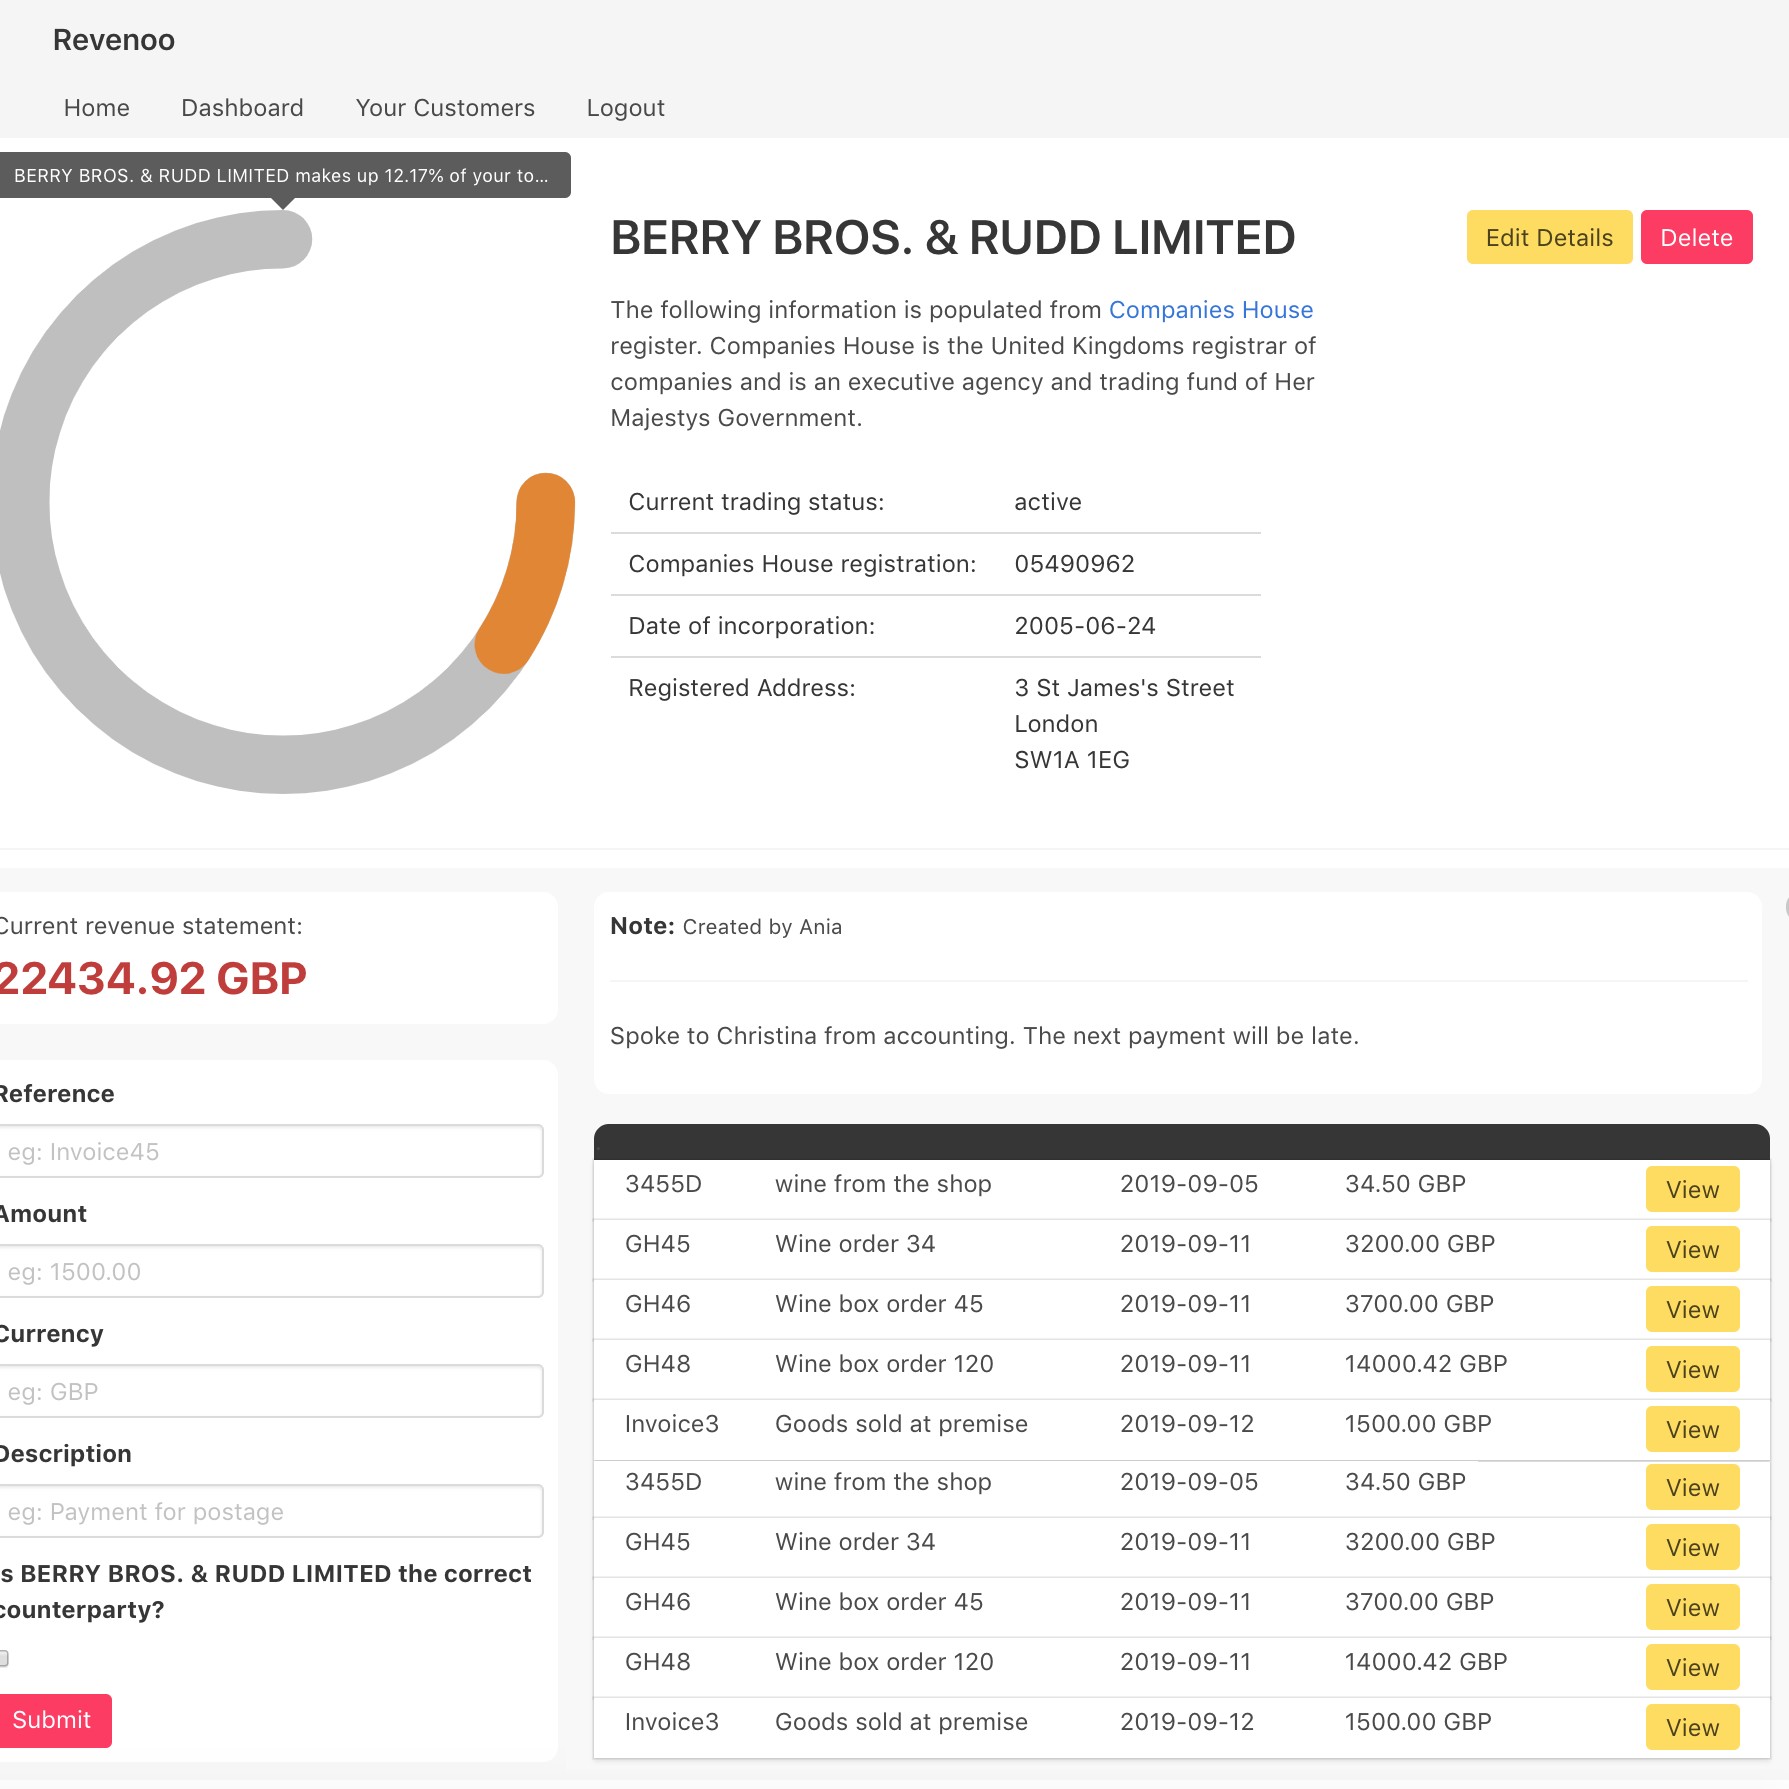 Revenoo
Home Dashboard Your Customers Logout
BERRY BROS. & RUDD LIMITED makes up 12.17% of your to...
BERRY BROS. & RUDD LIMITED
Edit Details Delete
The following information is populated from Companies House
register. Companies House is the United Kingdoms registrar of
companies and is an executive agency and trading fund of Her
Majestys Government.
Current trading status: active
Companies House registration: 05490962
Date of incorporation: 2005-06-24
Registered Address: 3 St James's Street
London
SW1A 1EG
Current revenue statement:
22434.92 GBP
Reference
eg: Invoice45
Amount
eg: 1500.00
Currency
eg: GBP
Description
eg: Payment for postage
s BERRY BROS. & RUDD LIMITED the correct
counterparty?
Submit
Note: Created by Ania
Spoke to Christina from accounting. The next payment will be late.
3455D wine from the shop 2019-09-05 34.50 GBP View
GH45 Wine order 34 2019-09-11 3200.00 GBP View
GH46 Wine box order 45 2019-09-11 3700.00 GBP View
GH48 Wine box order 120 2019-09-11 14000.42 GBP View
Invoice3 Goods sold at premise 2019-09-12 1500.00 GBP View
3455D wine from the shop 2019-09-05 34.50 GBP View
GH45 Wine order 34 2019-09-11 3200.00 GBP View
GH46 Wine box order 45 2019-09-11 3700.00 GBP View
GH48 Wine box order 120 2019-09-11 14000.42 GBP View
Invoice3 Goods sold at premise 2019-09-12 1500.00 GBP View